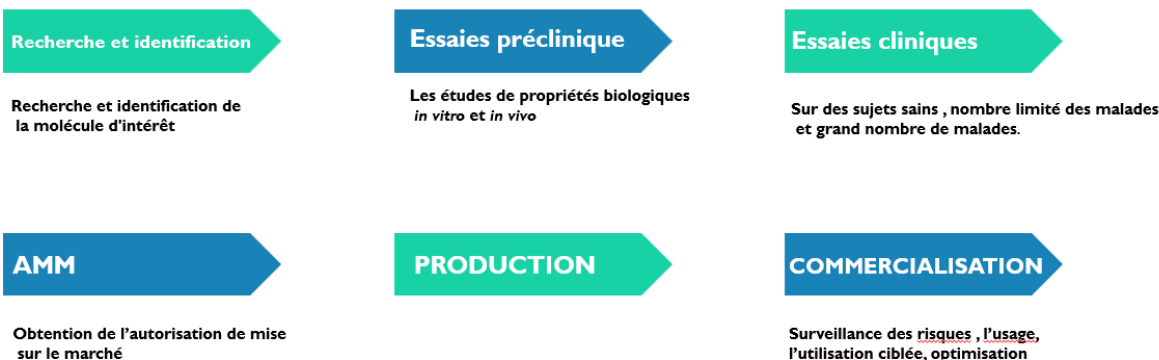 Recherche et identification
Recherche et identification de
la molécule d'intérêt
Essaies préclinique
Les études de propriétés biologiques
in vitro et in vivo
Essaies cliniques
Sur des sujets sains , nombre limité des malades
et grand nombre de malades.
AMM
Obtention de l’autorisation de mise
sur le marché
PRODUCTION
COMMERCIALISATION
Surveillance des risques , l’usage,
l’utilisation ciblée, optimisation